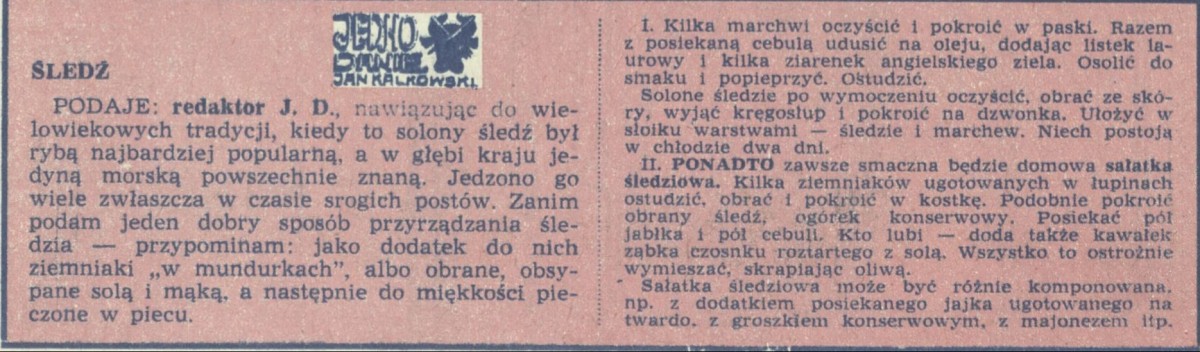 JEDNO
DANIE
JAN KALKOWSKI
ŚLEDŹ
PODAJE: redaktor J. D., nawiązując do wie-
lowiekowych tradycji, kiedy to solony śledź był
rybą najbardziej popularną, a w głębi kraju je-
dyną morską powszechnie znaną. Jedzono go
wiele zwłaszcza w czasie srogich postów. Zanim
podam jeden dobry sposób przyrządzania śle-
dzia — przypominam: jako dodatek do nich
ziemniaki „w mundurkach”, albo obrane, obsy-
pane solą i mąką, a następnie do miękkości pie-
czone w piecu.
I. Kilka marchwi oczyścić i pokroić w paski. Razem
z posiekaną cebulą udusić na oleju, dodając listek la-
urowy i kilka ziarenek angielskiego ziela. Osolić do
smaku i popieprzyć. Ostudzić.
Solone śledzie po wymoczeniu oczyścić, obrać ze skó-
ry, wyjąć kręgosłup i pokroić na dzwonka. Ułożyć w
słoiku warstwami — śledzie i marchew. Niech postoją
w chłodzie dwa dni.
II. PONADTO zawsze smaczna będzie domowa sałatka
śledziowa. Kilka ziemniaków ugotowanych w łupinach
ostudzić, obrać i pokroić w kostkę. Podobnie pokroić
obrany śledź, ogórek konserwowy. Posiekać pół
jabłka i pół cebuli. Kto lubi — doda także kawałek
ząbka czosnku roztartego z solą. Wszystko to ostrożnie
wymieszać, skrapiając oliwą.
Sałatka śledziowa może być różnie komponowana,
np. z dodatkiem posiekanego jajka ugotowanego na
twardo, z groszkiem konserwowym, z majonezem itp.